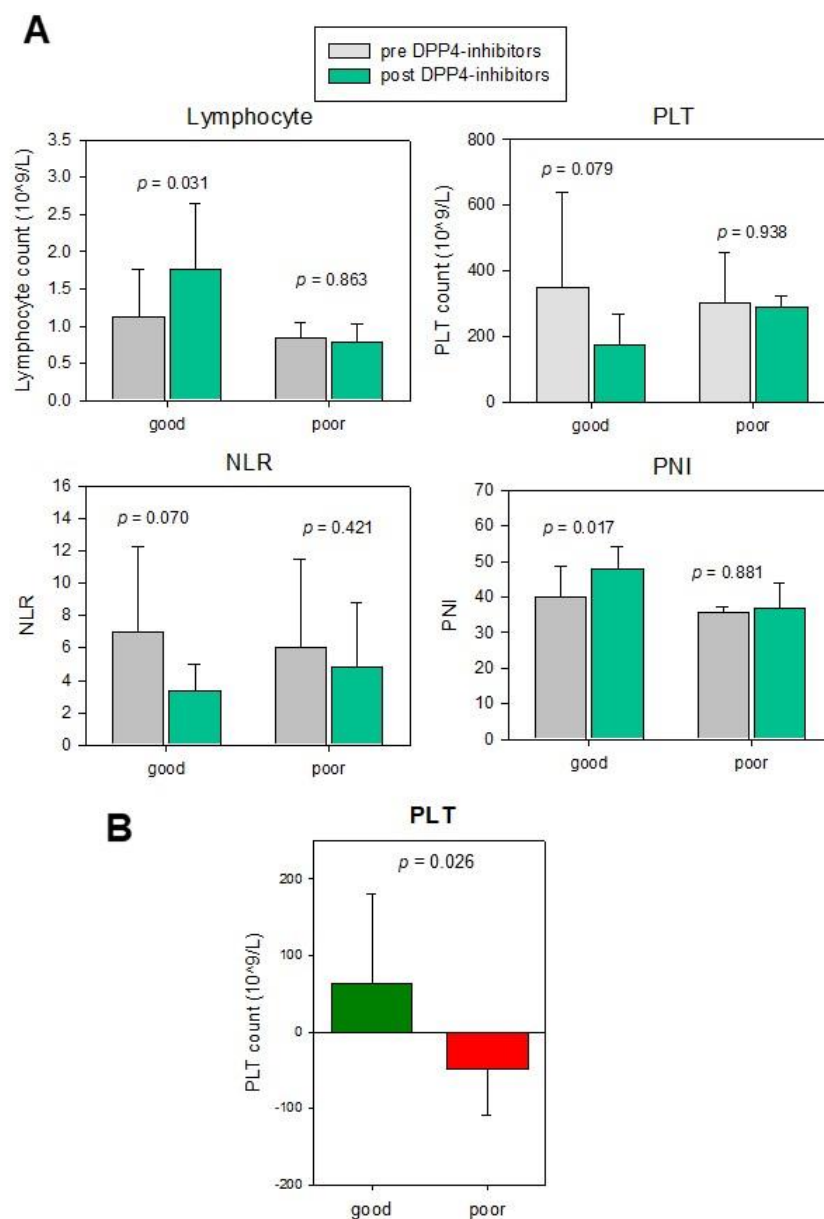 A
pre DPP4-inhibitors
post DPP4-inhibitors
Lymphocyte
Lymphocyte count (10^9/L)
3.5
3.0
2.5
2.0
1.5
1.0
0.5
0.0
p = 0.031
p = 0.863
good
poor
PLT
PLT count (10^9/L)
800
600
400
200
0
p = 0.079
p = 0.938
good
poor
NLR
NLR
16
14
12
10
8
6
4
2
0
p = 0.070
p = 0.421
good
poor
PNI
PNI
70
60
50
40
30
20
10
0
p = 0.017
p = 0.881
good
poor
B
PLT
PLT count (10^9/L)
200
100
0
-100
-200
p = 0.026
good
poor